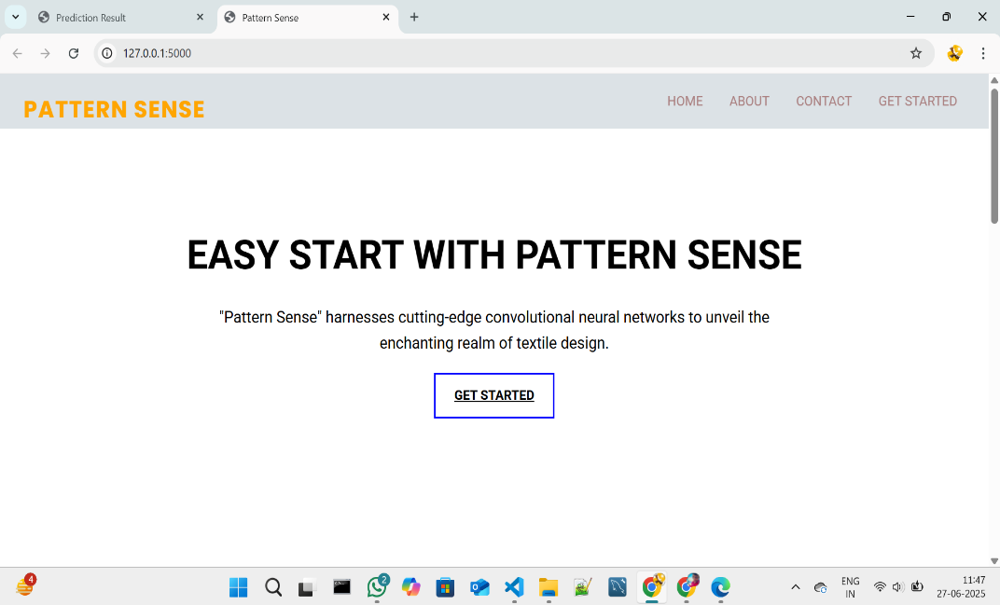 Prediction Result
Pattern Sense
127.0.0.1:5000
PATTERN SENSE
HOME ABOUT CONTACT GET STARTED
EASY START WITH PATTERN SENSE
"Pattern Sense" harnesses cutting-edge convolutional neural networks to unveil the
enchanting realm of textile design.
GET STARTED
4
2
ENG
IN
11:47
27-06-2025